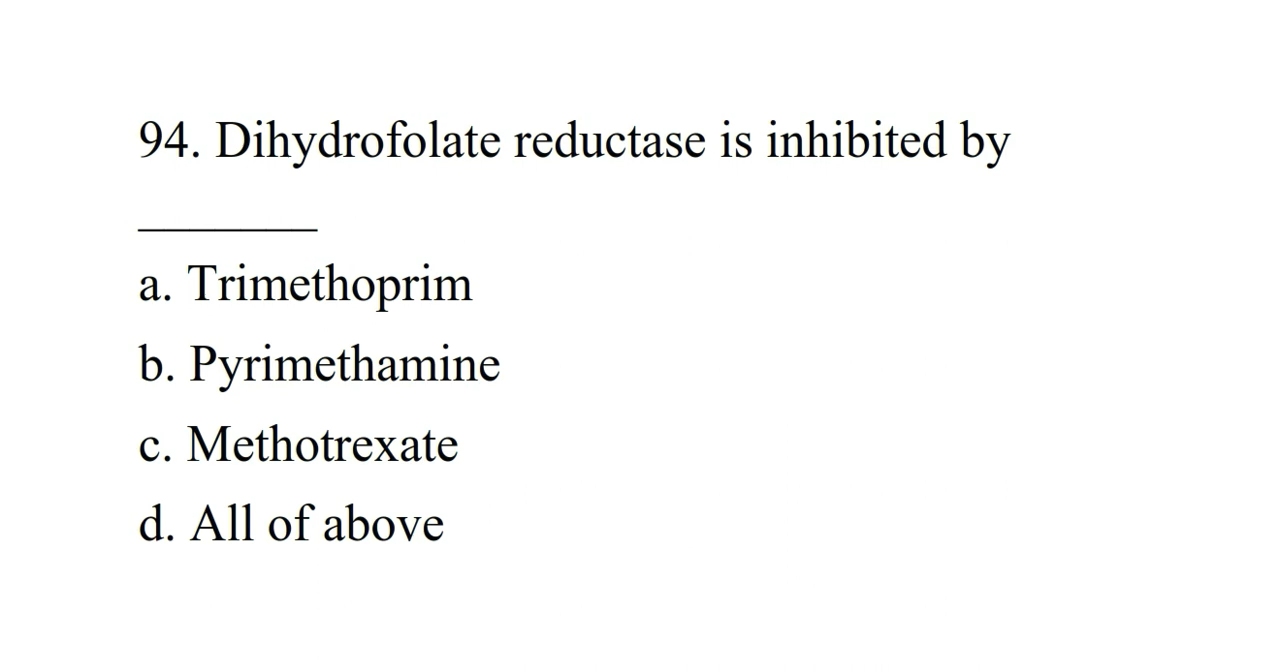 94. Dihydrofolate reductase is inhibited by
_______
a. Trimethoprim
b. Pyrimethamine
c. Methotrexate
d. All of above